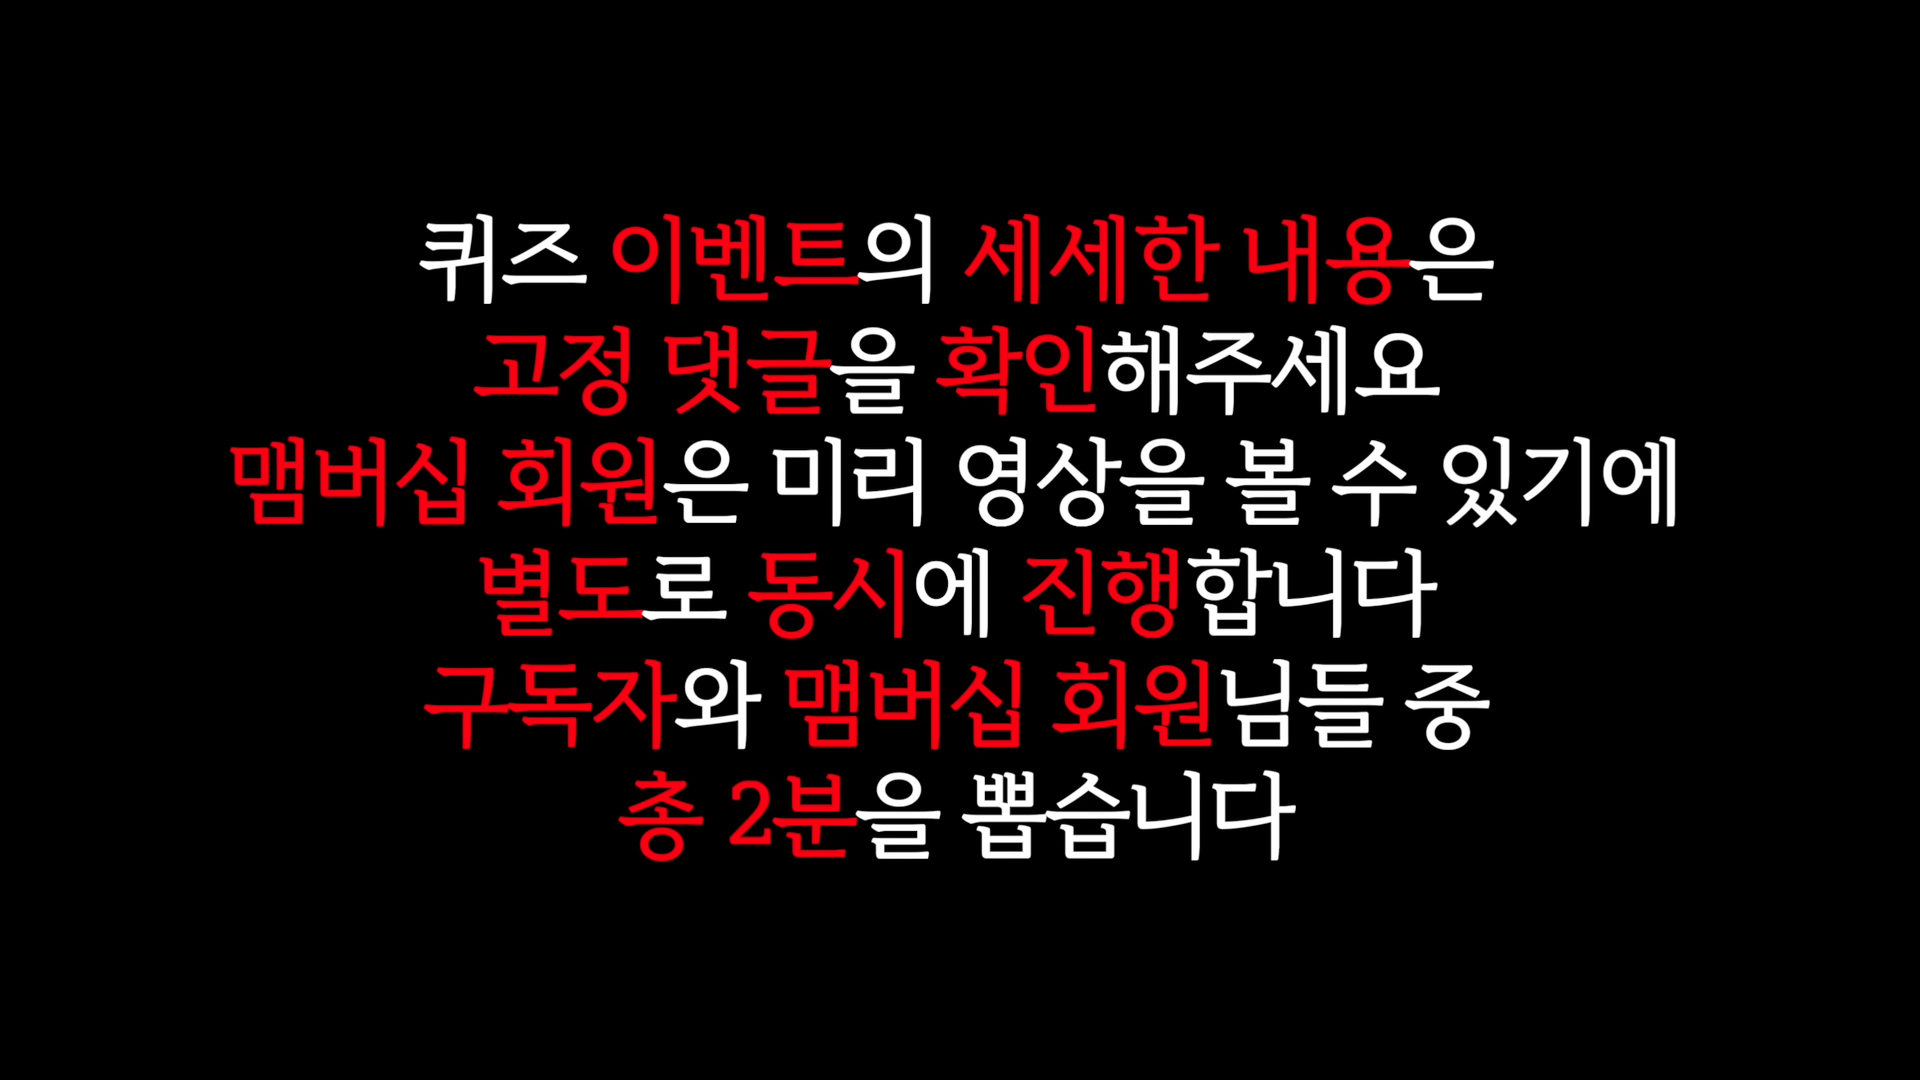 퀴즈 이벤트의 세세한 내용은
고정 댓글을 확인해주세요
맴버십 회원은 미리 영상을 볼 수 있기에
별도로 동시에 진행합니다
구독자와 맴버십 회원님들 중
총 2분을 뽑습니다